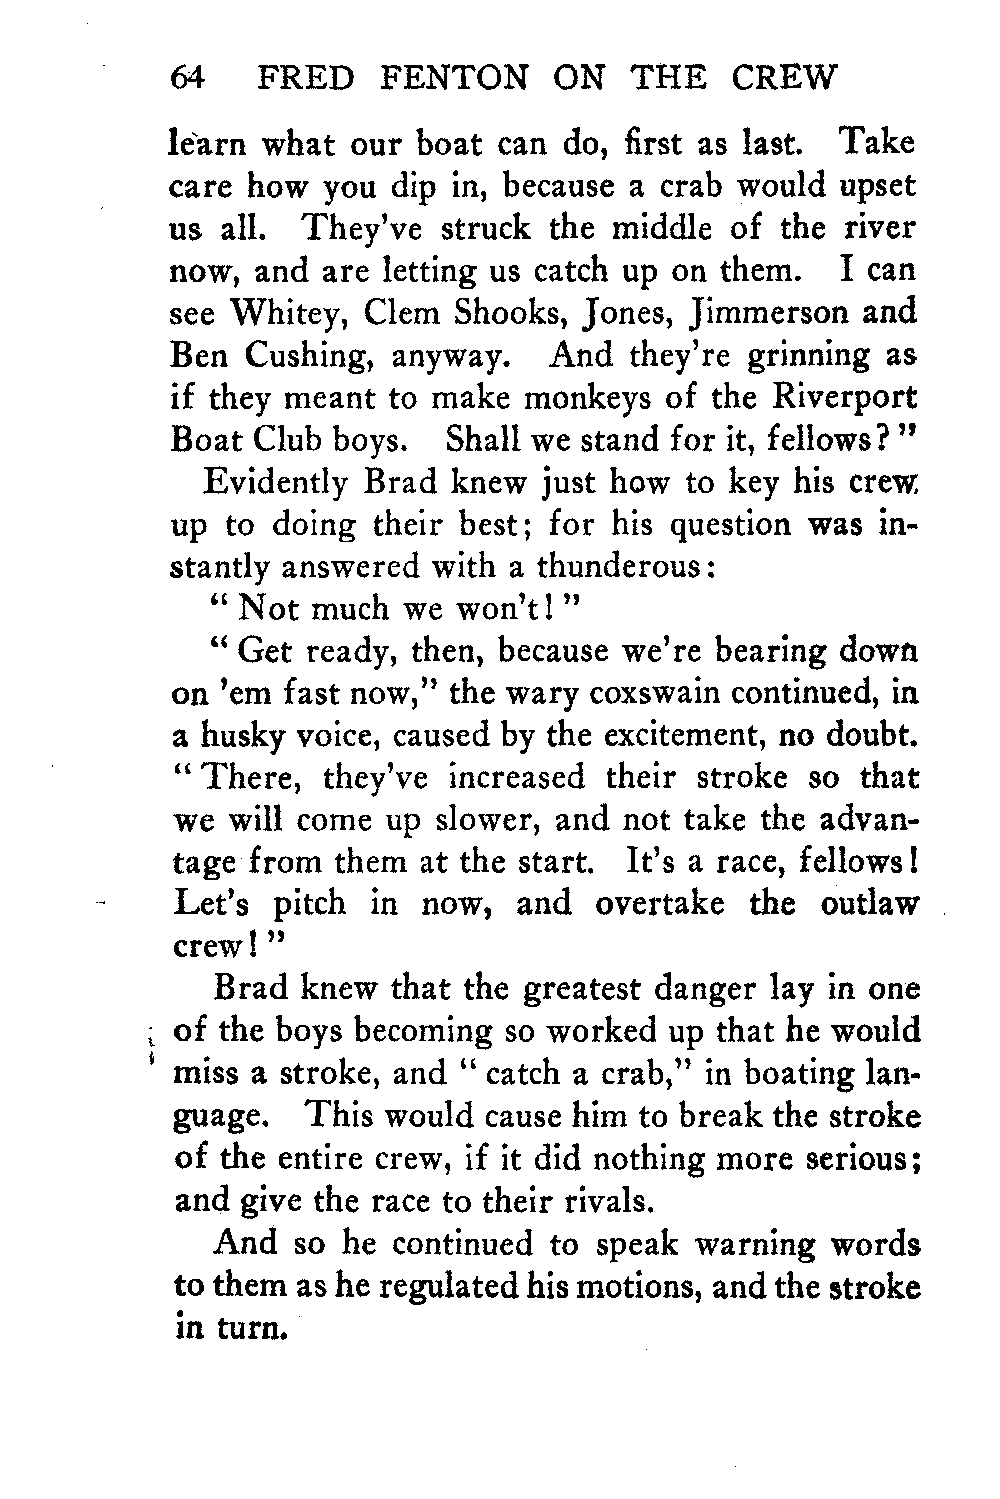 64 FRED FENTON ON THE CREW
learn what our boat can do, first as last. Take
care how you dip in, because a crab would upset
us all. They've struck the middle of the river
now, and are letting us catch up on them. I can
see Whitey, Clem Shooks, Jones, Jimmerson and
Ben Cushing, anyway. And they're grinning as
if they meant to make monkeys of the Riverport
Boat Club boys. Shall we stand for it, fellows?"
Evidently Brad knew just how to key his crew
up to doing their best; for his question was in-
stantly answered with a thunderous:
"Not much we won't!"
"Get ready, then, because we're bearing down
on 'em fast now," the wary coxswain continued, in
a husky voice, caused by the excitement, no doubt.
"There, they've increased their stroke so that
we will come up slower, and not take the advan-
tage from them at the start. It's a race, fellows!
Let's pitch in now, and overtake the outlaw
crew!"
Brad knew that the greatest danger lay in one
of the boys becoming so worked up that he would
miss a stroke, and "catch a crab," in boating lan-
guage. This would cause him to break the stroke
of the entire crew, if it did nothing more serious;
and give the race to their rivals.
And so he continued to speak warning words
to them as he regulated his motions, and the stroke
in turn.